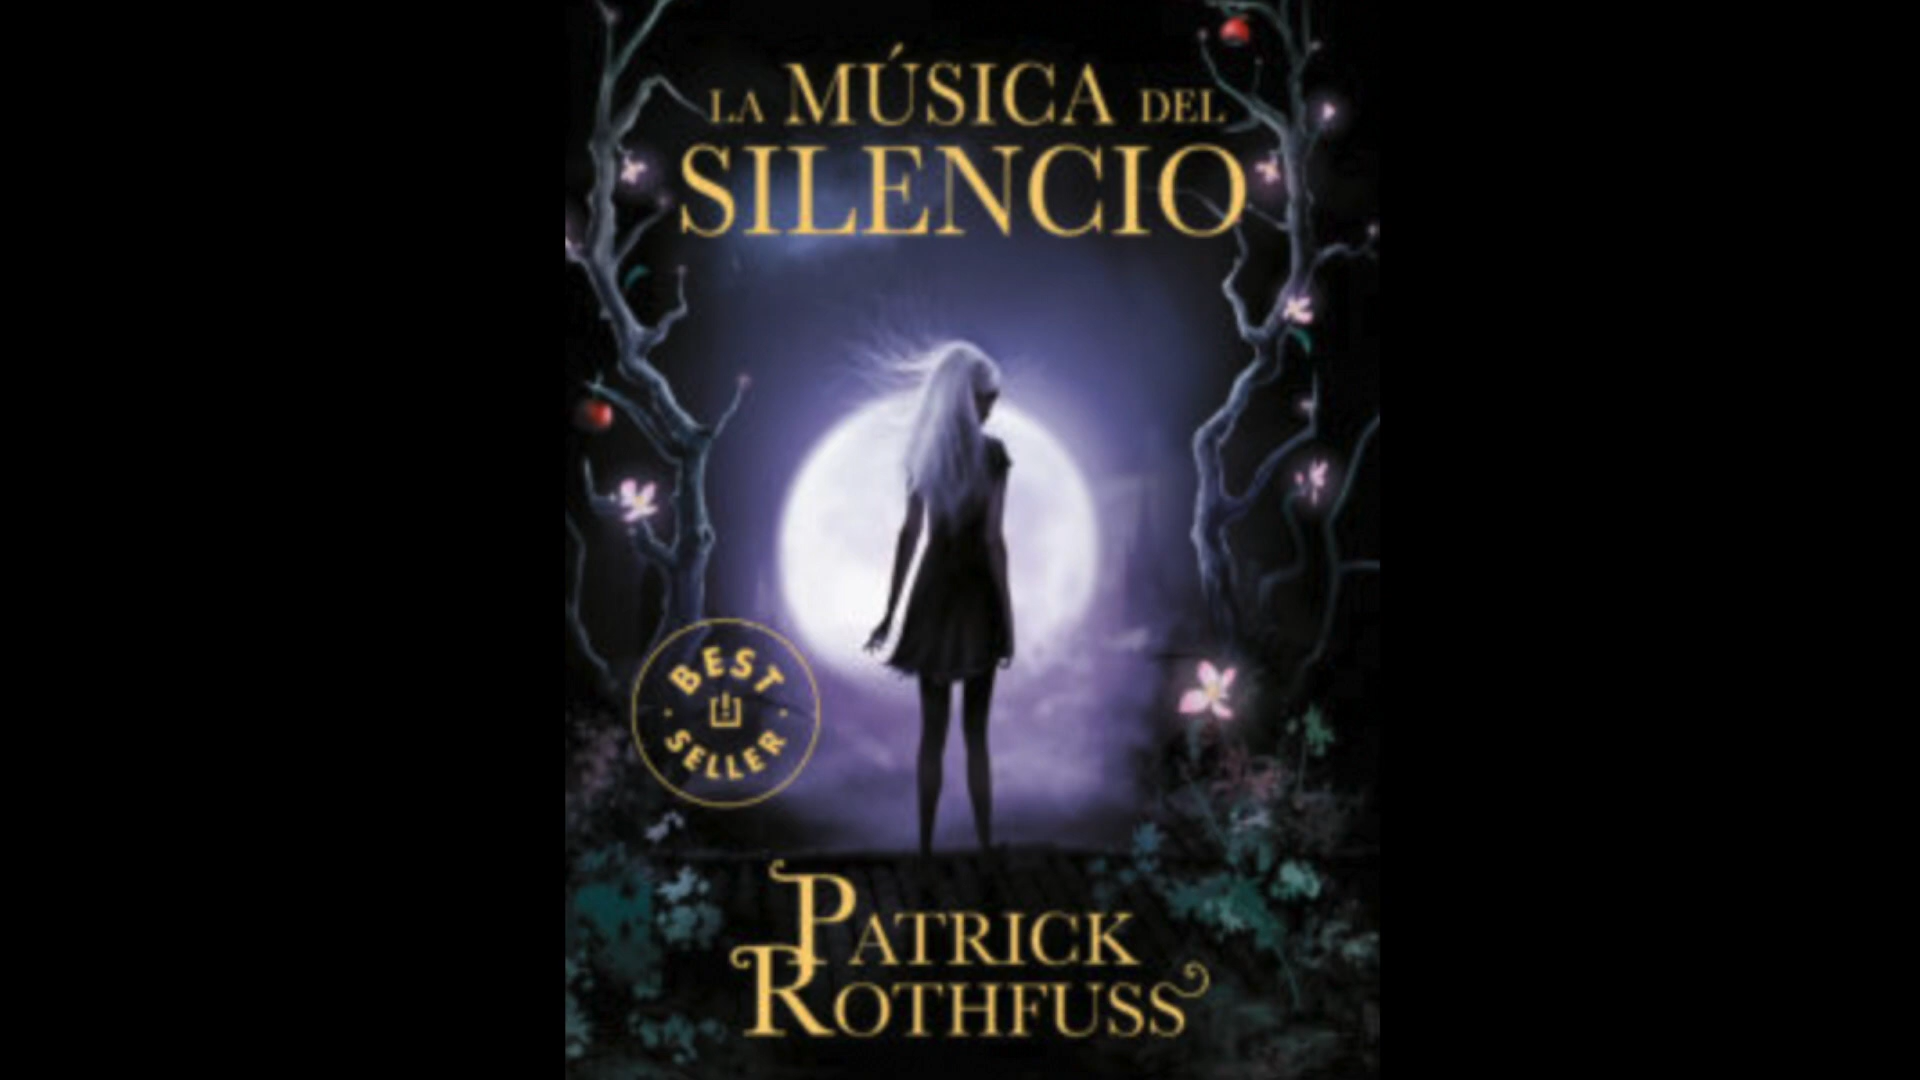 LA MÚSICA DEL
SILENCIO
BEST
SELLER
PATRICK
ROTHFUSS